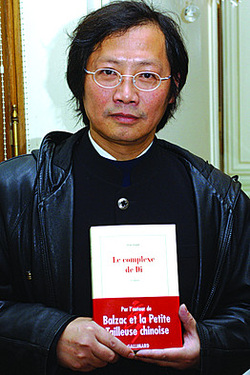 Le complexe
de Di
Par l'auteur de
Balzac et la Petite
Tailleuse chinoise
GALLIMARD